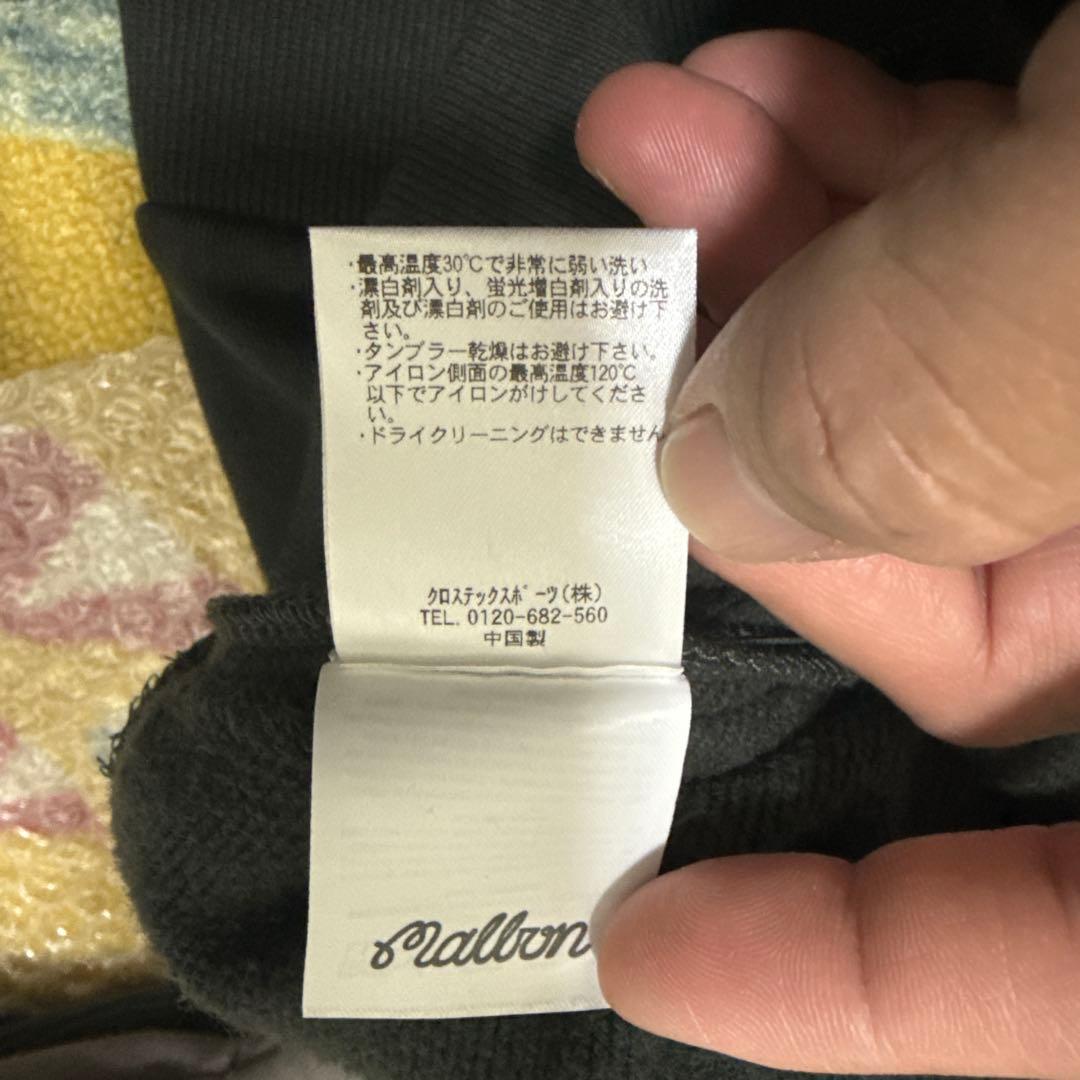 ・最高温度30℃で非常に弱い洗い
・漂白剤入り、蛍光増白剤入りの洗
剤及び漂白剤のご使用はお避け下
さい。
・タンブラー乾燥はお避け下さい。
・アイロン側面の最高温度120℃
以下でアイロンがけしてくださ
い。
・ドライクリーニングはできません
クロステックスポーツ(株)
TEL. 0120-682-560
中国製
Malbon